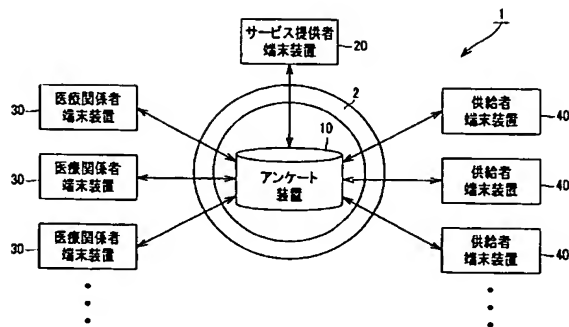 1
サービス提供者
端末装置
20
2
10
アンケート
装置
30
医療関係者
端末装置
30
医療関係者
端末装置
30
医療関係者
端末装置
供給者
端末装置
40
供給者
端末装置
40
供給者
端末装置
40